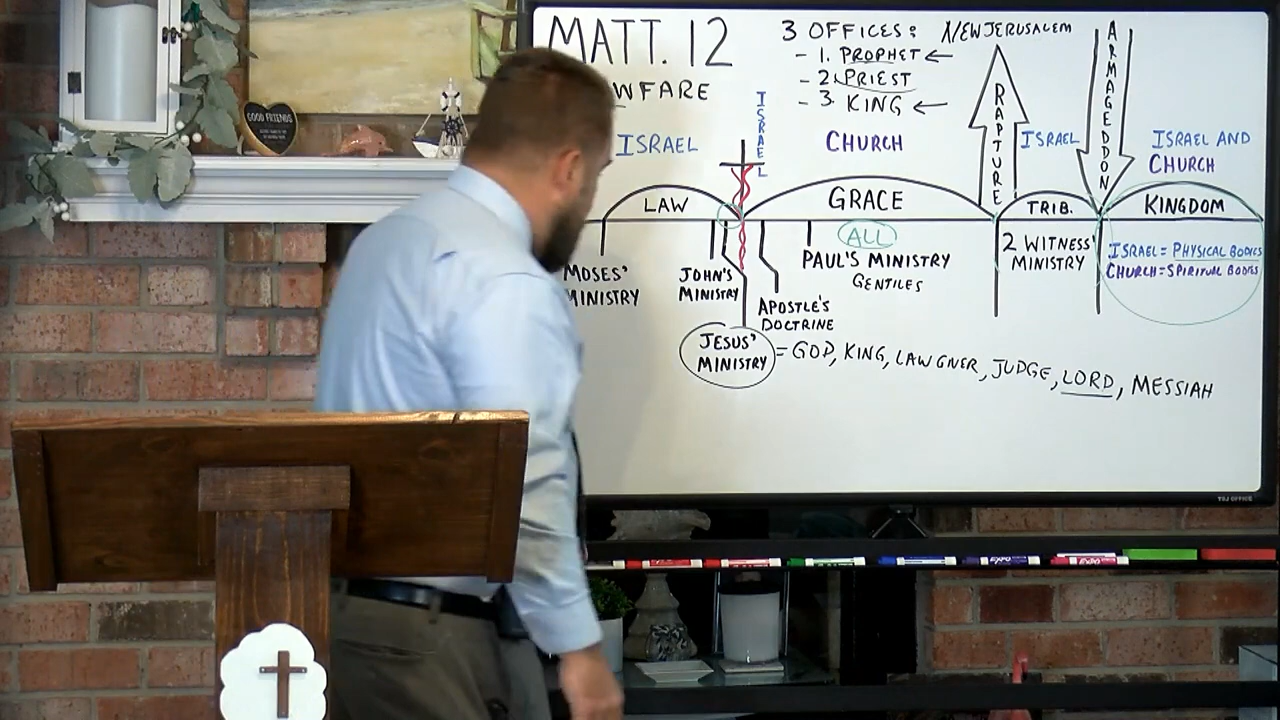 MATT. 12
WFARE
3 OFFICES:
- 1. PROPHET ←
- 2. PRIEST
- 3. KING ←
NEW JERUSALEM
ISRAEL
ISRAEL
CHURCH
RAPTURE
ISRAEL
ARMAGEDDON
ISRAEL AND
CHURCH
LAW
GRACE
TRIB.
KINGDOM
MOSES'
MINISTRY
JOHN'S
MINISTRY
APOSTLE'S
DOCTRINE
ALL
PAUL'S MINISTRY
GENTILES
2 WITNESS'
MINISTRY
ISRAEL = PHYSICAL BODIES
CHURCH = SPIRITUAL BODIES
JESUS'
MINISTRY
= GOD, KING, LAWGIVER, JUDGE, LORD, MESSIAH
GOOD FRIENDS
EXPO